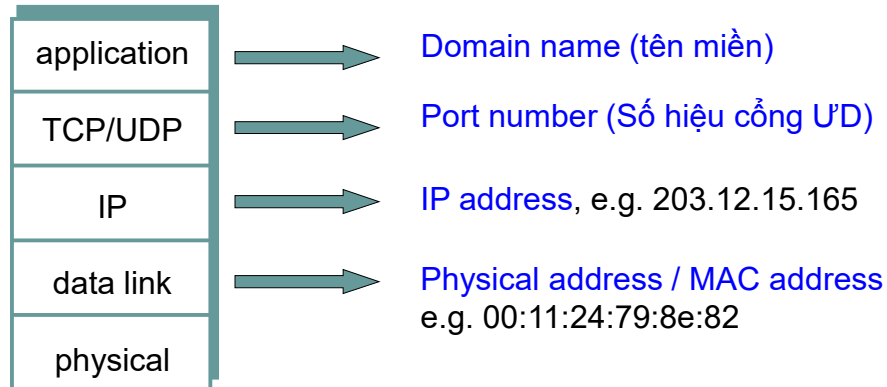 application
Domain name (tên miền)
TCP/UDP
Port number (Số hiệu cổng ƯD)
IP
IP address, e.g. 203.12.15.165
data link
Physical address / MAC address
e.g. 00:11:24:79:8e:82
physical